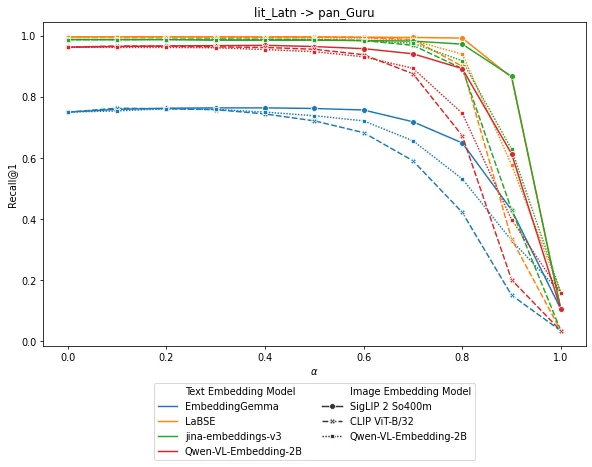 lit_Latn -> pan_Guru
Recall@1
1.0
0.8
0.6
0.4
0.2
0.0
0.0 0.2 0.4 0.6 0.8 1.0
α
Text Embedding Model
EmbeddingGemma
LaBSE
jina-embeddings-v3
Qwen-VL-Embedding-2B
Image Embedding Model
SigLIP 2 So400m
CLIP ViT-B/32
Qwen-VL-Embedding-2B